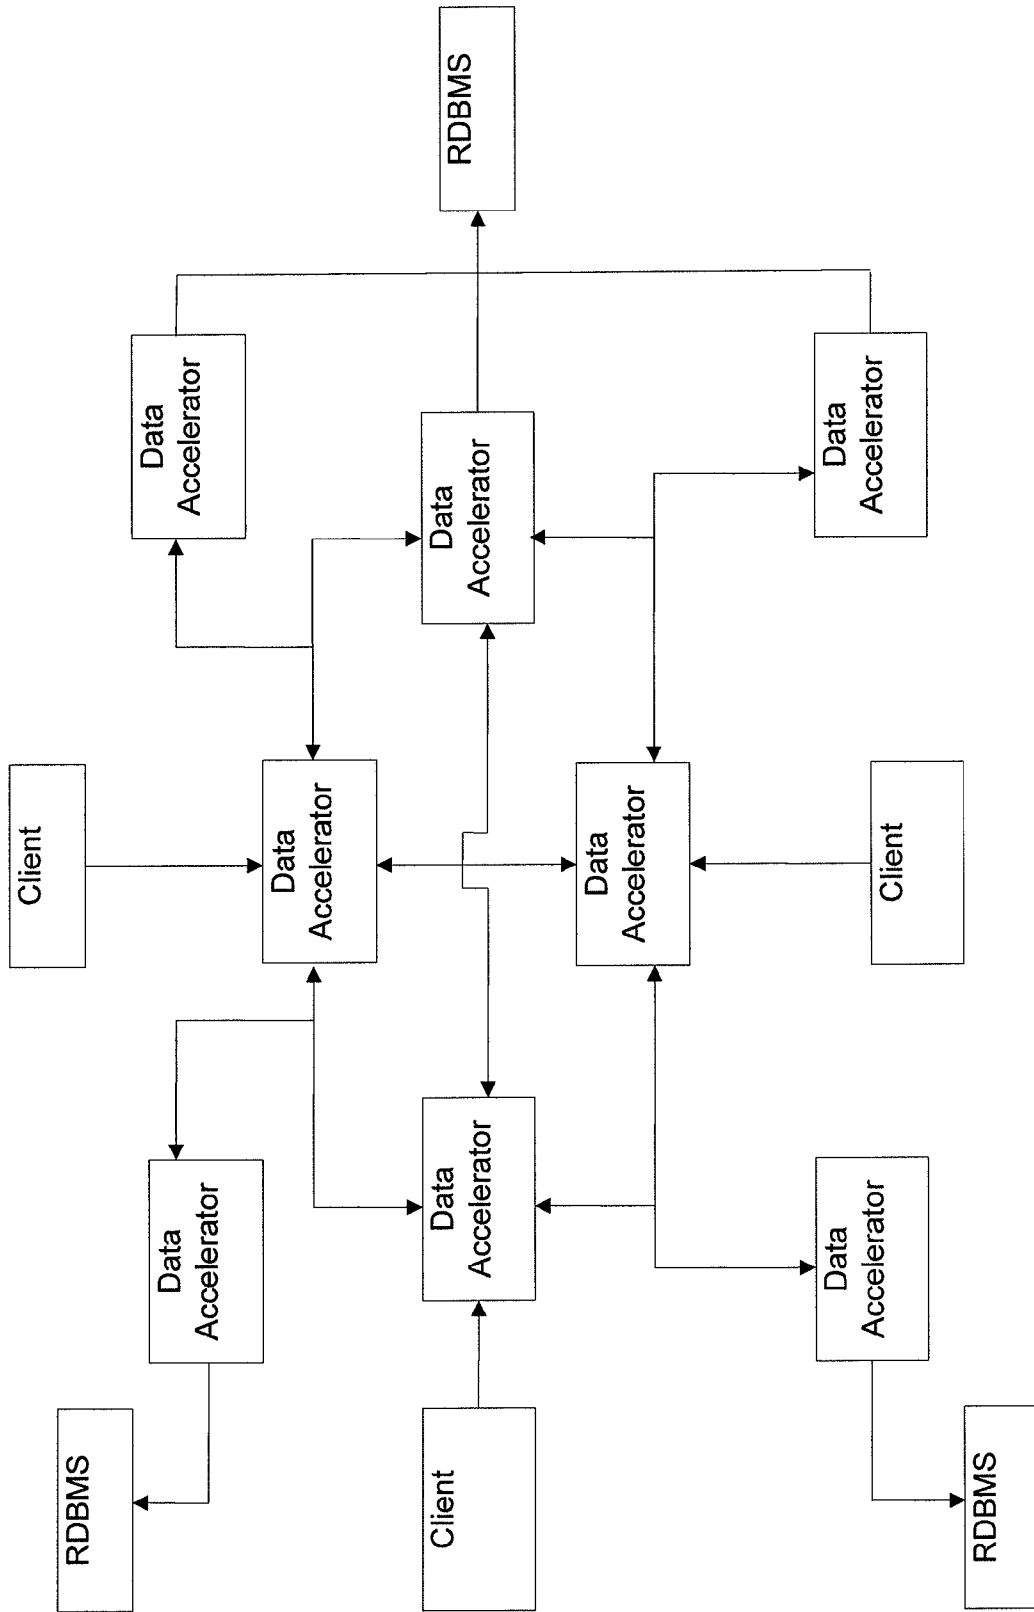 Client
RDBMS
Data
Accelerator
Data
Accelerator
Data
Accelerator
Client
Data
Accelerator
Data
Accelerator
RDBMS
Data
Accelerator
Data
Accelerator
Data
Accelerator
Client
RDBMS